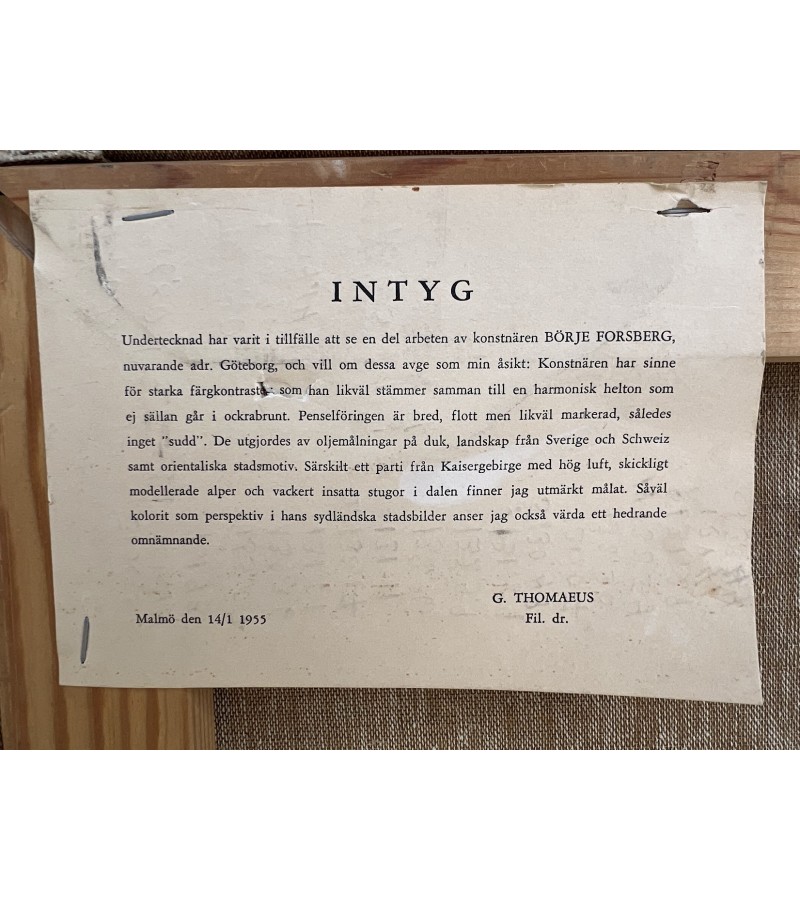 INTYG
Undertecknad har varit i tillfälle att se en del arbeten av konstnären BÖRJE FORSBERG,
nuvarande adr. Göteborg, och vill om dessa avge som min åsikt: Konstnären har sinne
för starka färgkontraster som han likväl stämmer samman till en harmonisk helton som
ej sällan går i ockrabrunt. Penselföringen är bred, flott men likväl markerad, således
inget "sudd". De utgjordes av oljemålningar på duk, landskap från Sverige och Schweiz
samt orientaliska stadsmotiv. Särskilt ett parti från Kaisergebirge med hög luft, skickligt
modellerade alper och vackert insatta stugor i dalen finner jag utmärkt målat. Såväl
kolorit som perspektiv i hans sydländska stadsbilder anser jag också värda ett hedrande
omnämnande.
G. THOMAEUS
Malmö den 14/1 1955
Fil. dr.